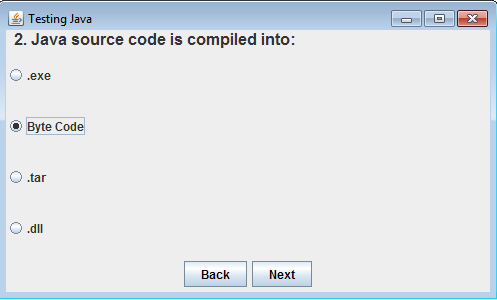 Testing Java
2. Java source code is compiled into:
.exe
Byte Code
.tar
.dll
Back Next